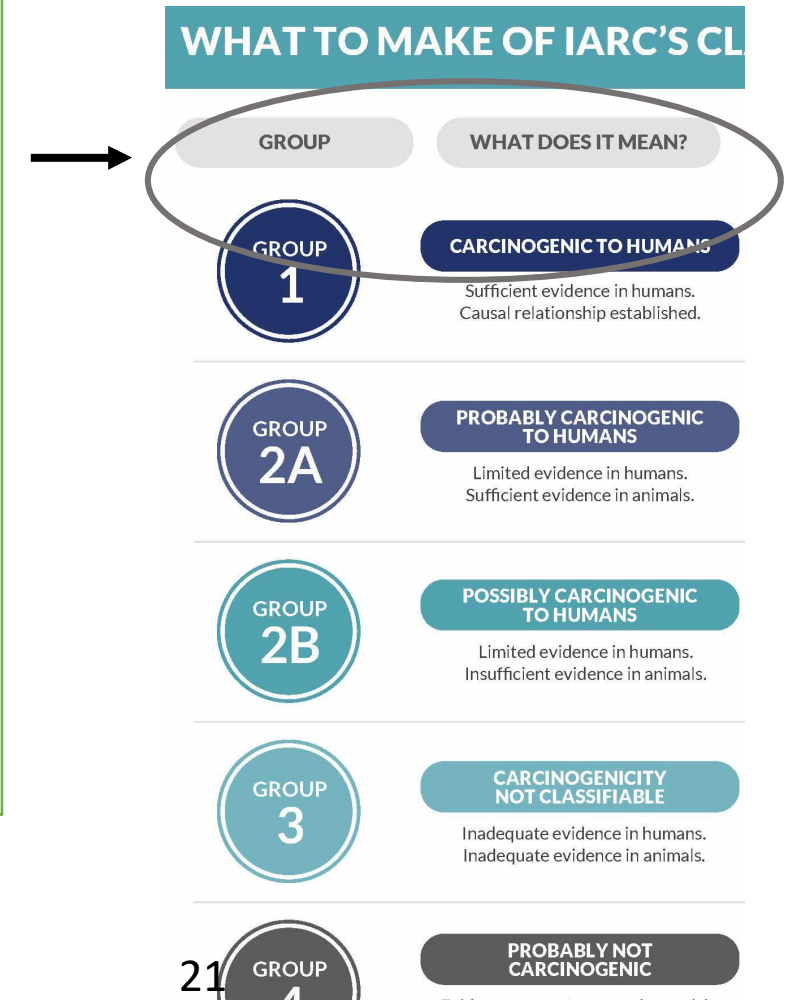 WHAT TO MAKE OF IARC'S CL
GROUP
WHAT DOES IT MEAN?
GROUP
1
CARCINOGENIC TO HUMANS
Sufficient evidence in humans.
Causal relationship established.
GROUP
2A
PROBABLY CARCINOGENIC
TO HUMANS
Limited evidence in humans.
Sufficient evidence in animals.
GROUP
2B
POSSIBLY CARCINOGENIC
TO HUMANS
Limited evidence in humans.
Insufficient evidence in animals.
GROUP
3
CARCINOGENICITY
NOT CLASSIFIABLE
Inadequate evidence in humans.
Inadequate evidence in animals.
21
GROUP
4
PROBABLY NOT
CARCINOGENIC